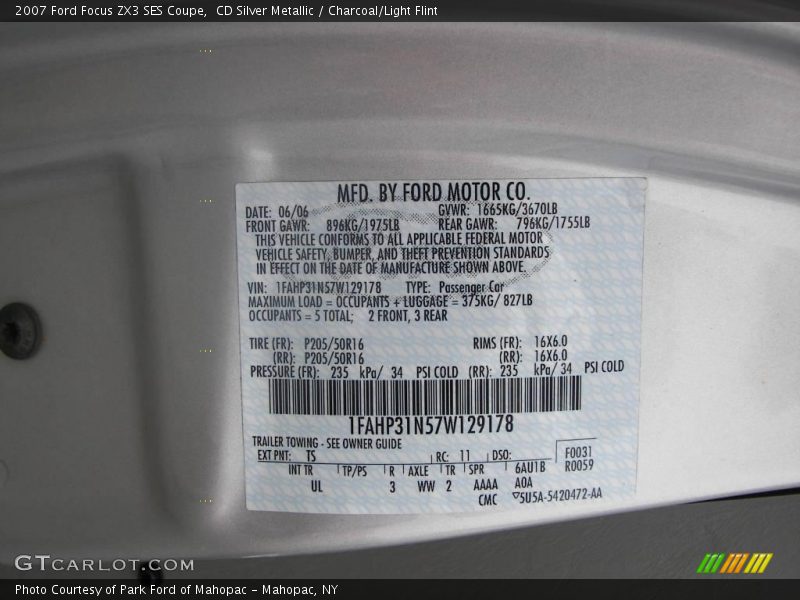 2007 Ford Focus ZX3 SES Coupe,  CD Silver Metallic / Charcoal/Light Flint
MFD. BY FORD MOTOR CO.
DATE: 06/06 GVWR: 1665KG/3670LB
FRONT GAWR: 896KG/1975LB REAR GAWR: 796KG/1755LB
THIS VEHICLE CONFORMS TO ALL APPLICABLE FEDERAL MOTOR
VEHICLE SAFETY, BUMPER, AND THEFT PREVENTION STANDARDS
IN EFFECT ON THE DATE OF MANUFACTURE SHOWN ABOVE.
VIN: 1FAHP31N57W129178 TYPE: Passenger Car
MAXIMUM LOAD = OCCUPANTS + LUGGAGE = 375KG/ 827LB
OCCUPANTS = 5 TOTAL; 2 FRONT, 3 REAR
TIRE (FR): P205/50R16 RIMS (FR): 16X6.0
(RR): P205/50R16 (RR): 16X6.0
PRESSURE (FR): 235 kPa/ 34 PSI COLD (RR): 235 kPa/ 34 PSI COLD
1FAHP31N57W129178
TRAILER TOWING - SEE OWNER GUIDE
EXT PNT: TS RC: 11 DSO: F0031
INT TR TP/PS R AXLE TR SPR 6AU1B R0059
UL 3 WW 2 AAAA A0A
CMC 5U5A-5420472-AA
GTCARLOT.COM
Photo Courtesy of Park Ford of Mahopac - Mahopac, NY